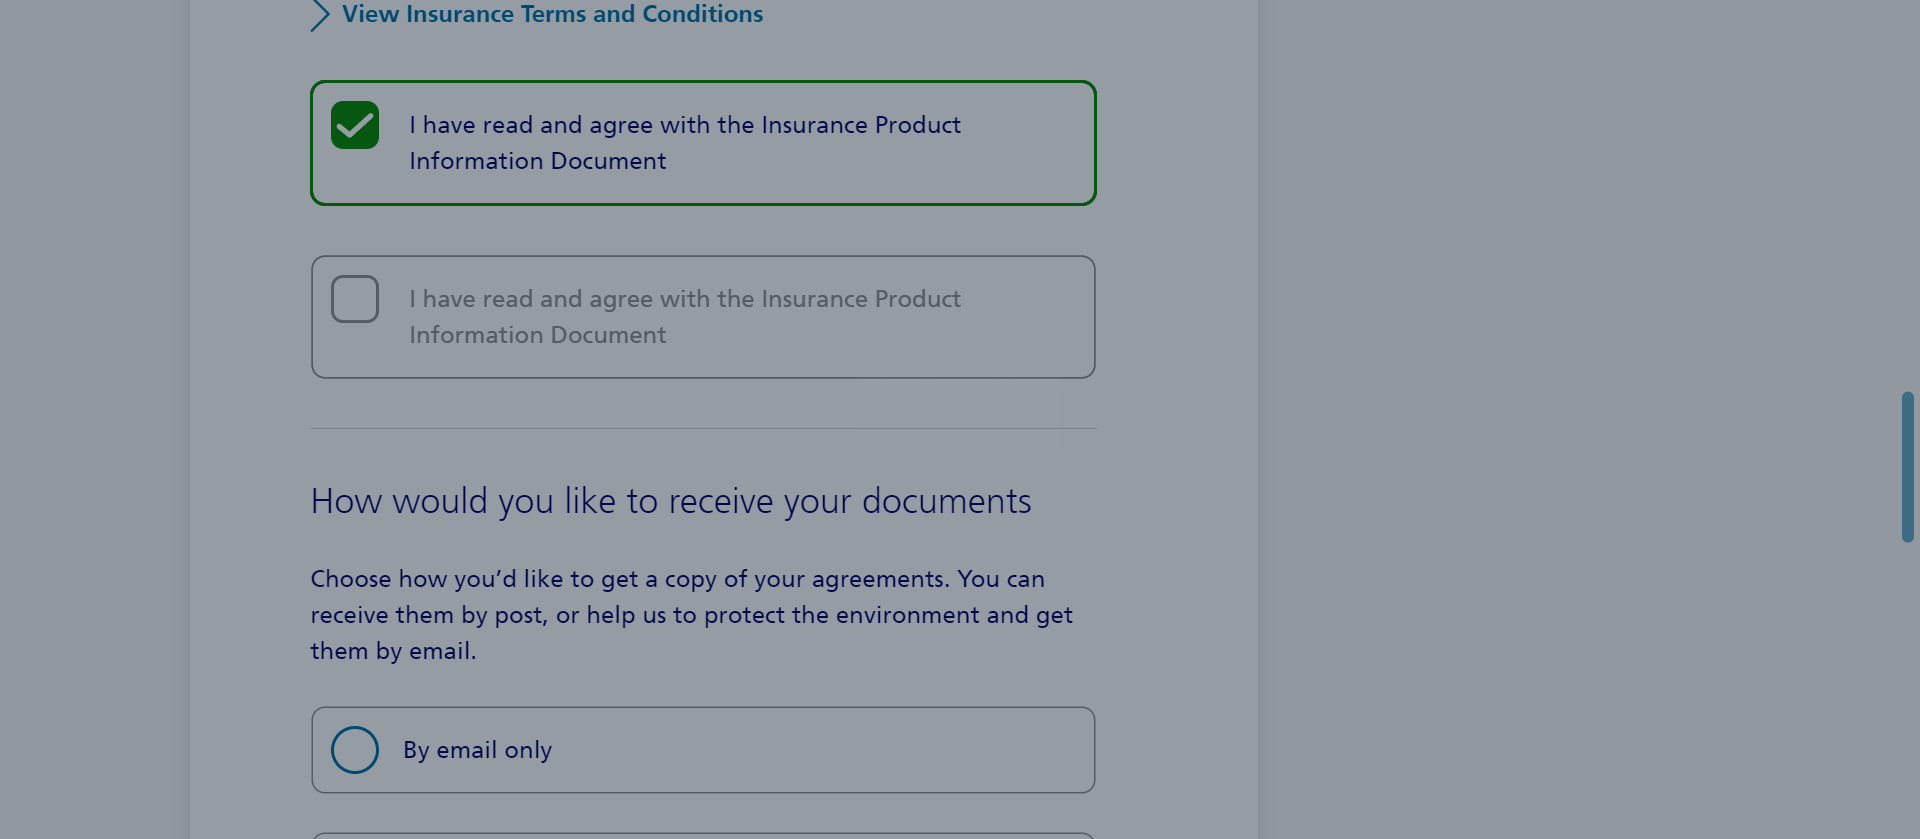 View Insurance Terms and Conditions
I have read and agree with the Insurance Product
Information Document
I have read and agree with the Insurance Product
Information Document
How would you like to receive your documents
Choose how you’d like to get a copy of your agreements. You can
receive them by post, or help us to protect the environment and get
them by email.
By email only